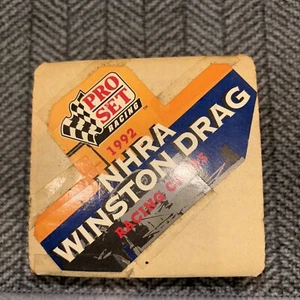 PRO
SET
RACING
1992
NHRA
WINSTON DRAG
RACING CARDS